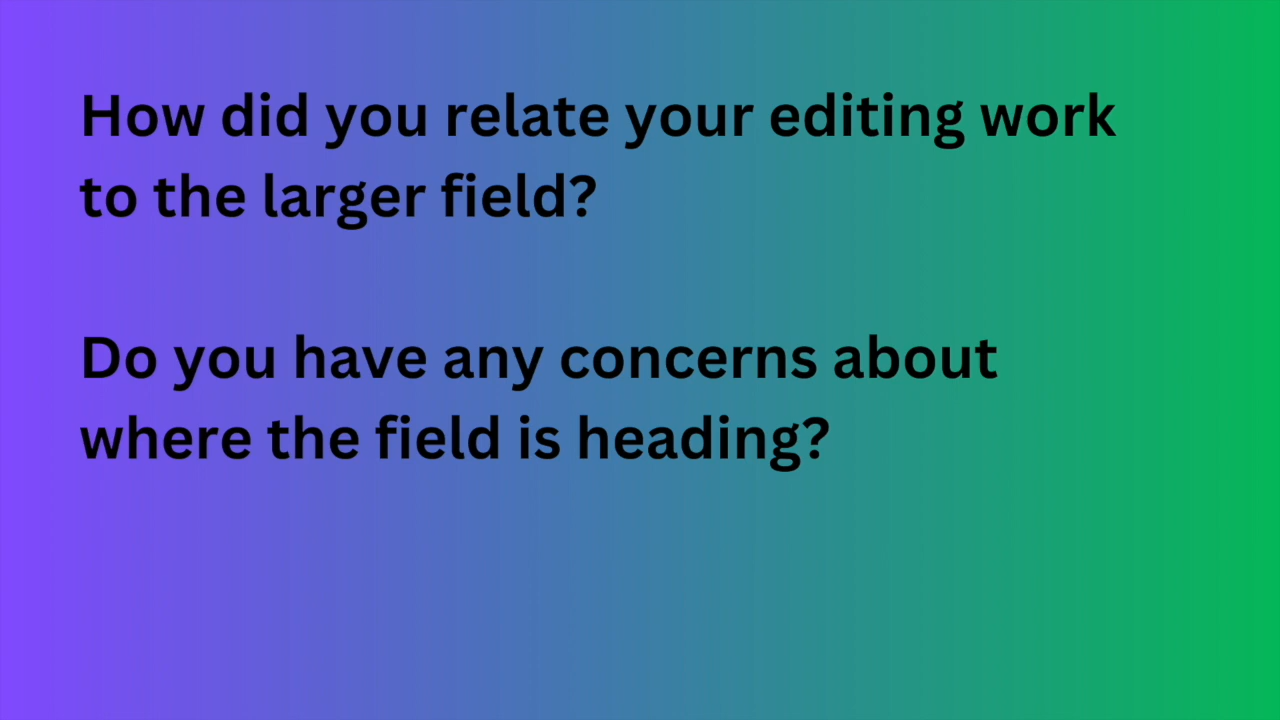 How did you relate your editing work
to the larger field?
Do you have any concerns about
where the field is heading?